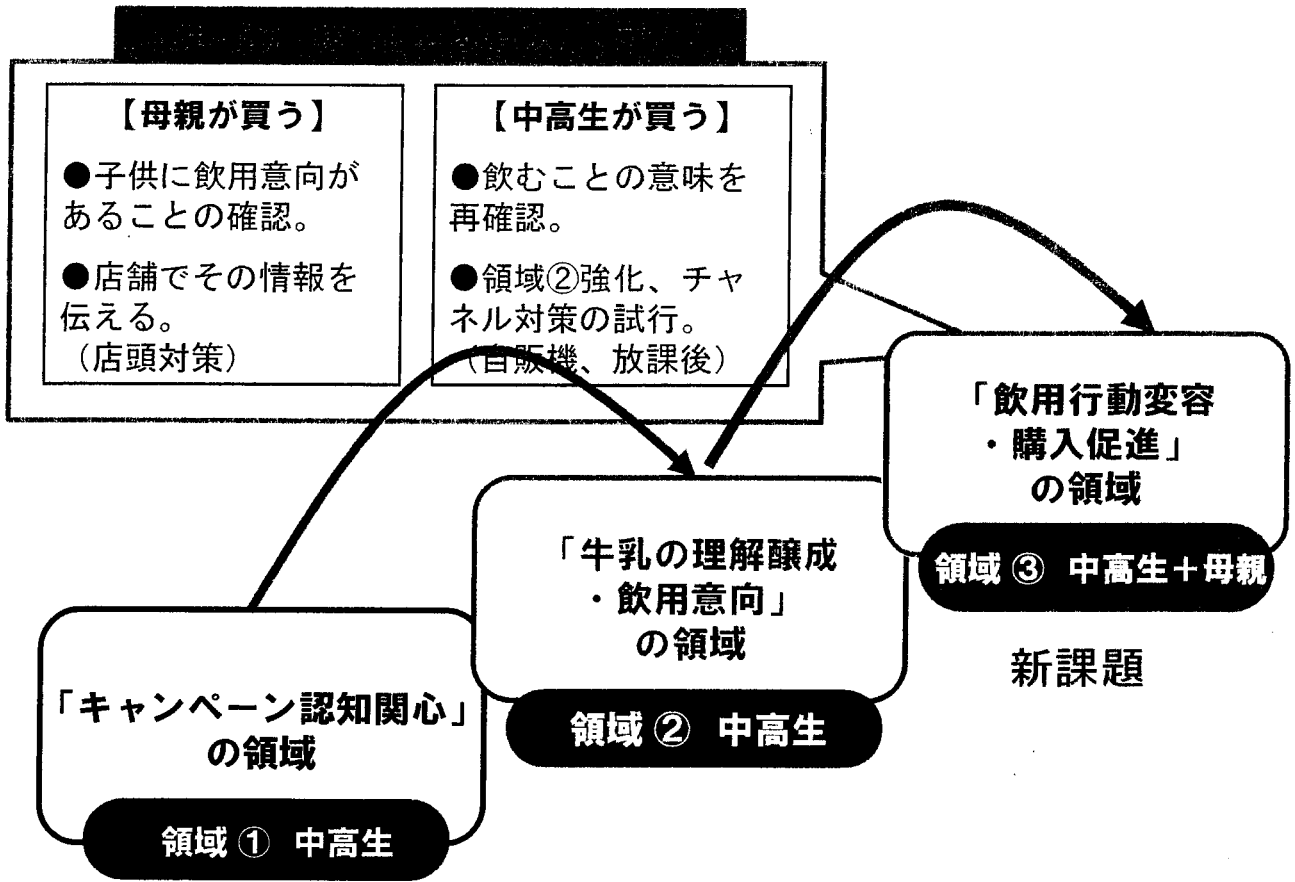 【母親が買う】
●子供に飲用意向が
あることの確認。
●店舗でその情報を
伝える。
（店頭対策）
【中高生が買う】
●飲むことの意味を
再確認。
●領域②強化、チャ
ネル対策の試行。
（自販機、放課後）
「飲用行動変容
・購入促進」
の領域
領域 ③ 中高生＋母親
新課題
「牛乳の理解醸成
・飲用意向」
の領域
領域 ② 中高生
「キャンペーン認知関心」
の領域
領域 ① 中高生